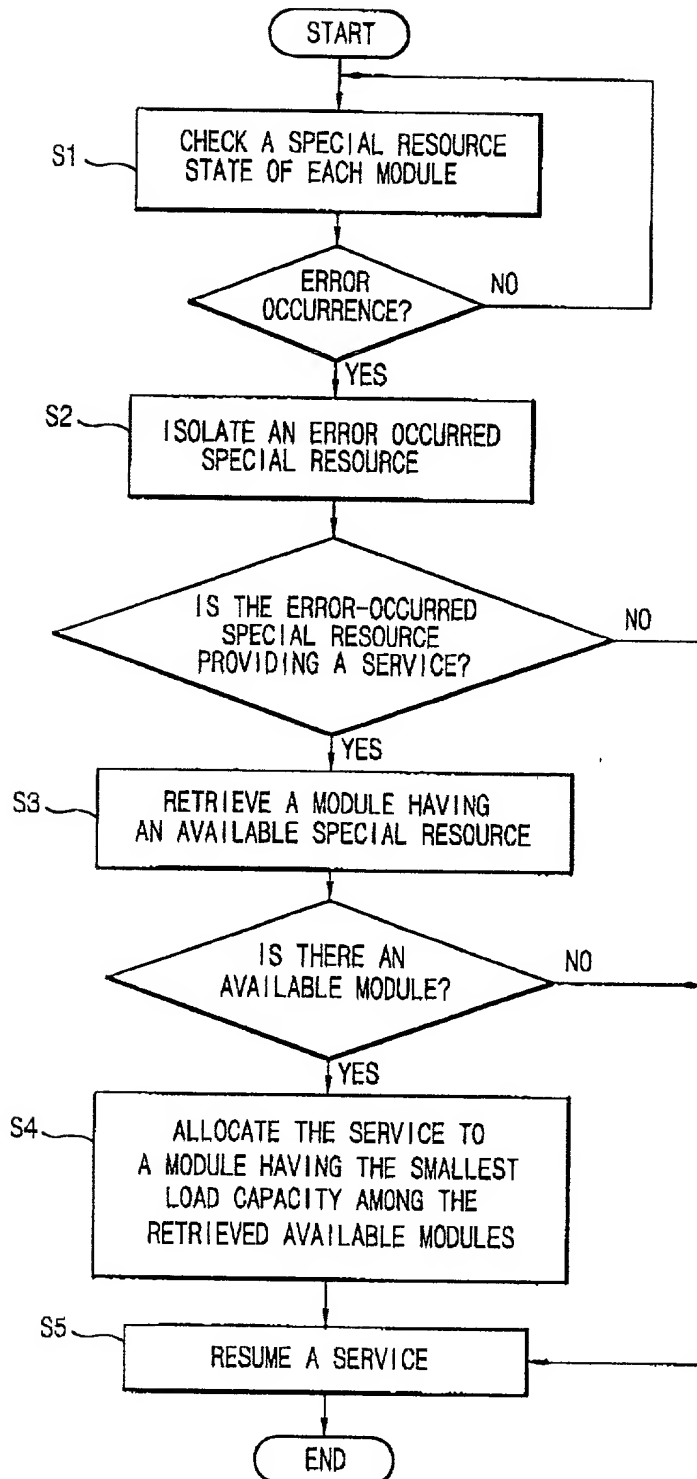 START
S1
CHECK A SPECIAL RESOURCE
STATE OF EACH MODULE
ERROR
OCCURRENCE?
NO
YES
S2
ISOLATE AN ERROR OCCURRED
SPECIAL RESOURCE
IS THE ERROR-OCCURRED
SPECIAL RESOURCE
PROVIDING A SERVICE?
NO
YES
S3
RETRIEVE A MODULE HAVING
AN AVAILABLE SPECIAL RESOURCE
IS THERE AN
AVAILABLE MODULE?
NO
YES
S4
ALLOCATE THE SERVICE TO
A MODULE HAVING THE SMALLEST
LOAD CAPACITY AMONG THE
RETRIEVED AVAILABLE MODULES
S5
RESUME A SERVICE
END